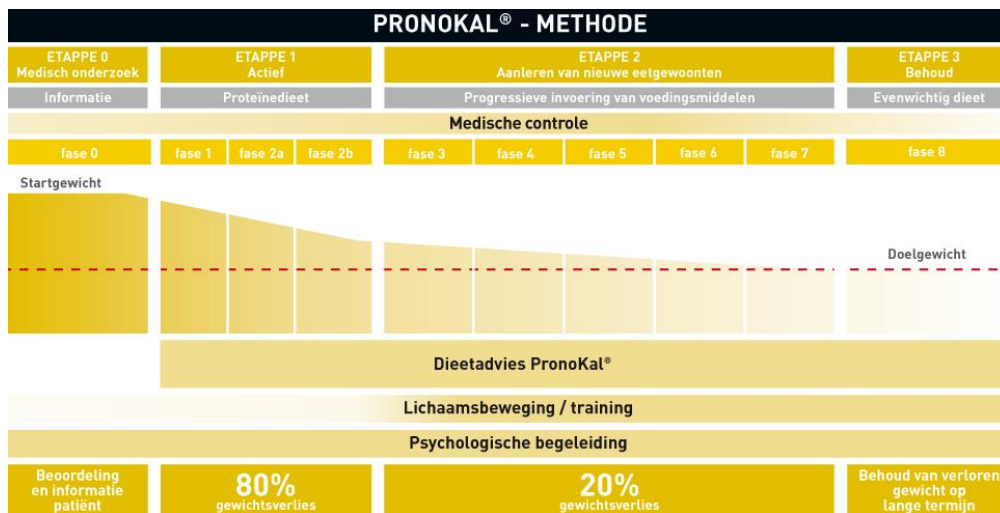 PRONOKAL® - METHODE
ETAPPE 0
Medisch onderzoek
ETAPPE 1
Actief
ETAPPE 2
Aanleren van nieuwe eetgewoonten
ETAPPE 3
Behoud
Informatie
Proteïnedieet
Progressieve invoering van voedingsmiddelen
Evenwichtig dieet
Medische controle
fase 0
fase 1
fase 2a
fase 2b
fase 3
fase 4
fase 5
fase 6
fase 7
fase 8
Startgewicht
Doelgewicht
Dieetadvies PronoKal®
Lichaamsbeweging / training
Psychologische begeleiding
Beoordeling
en informatie
patiënt
80%
gewichtsverlies
20%
gewichtsverlies
Behoud van verloren
gewicht op
lange termijn